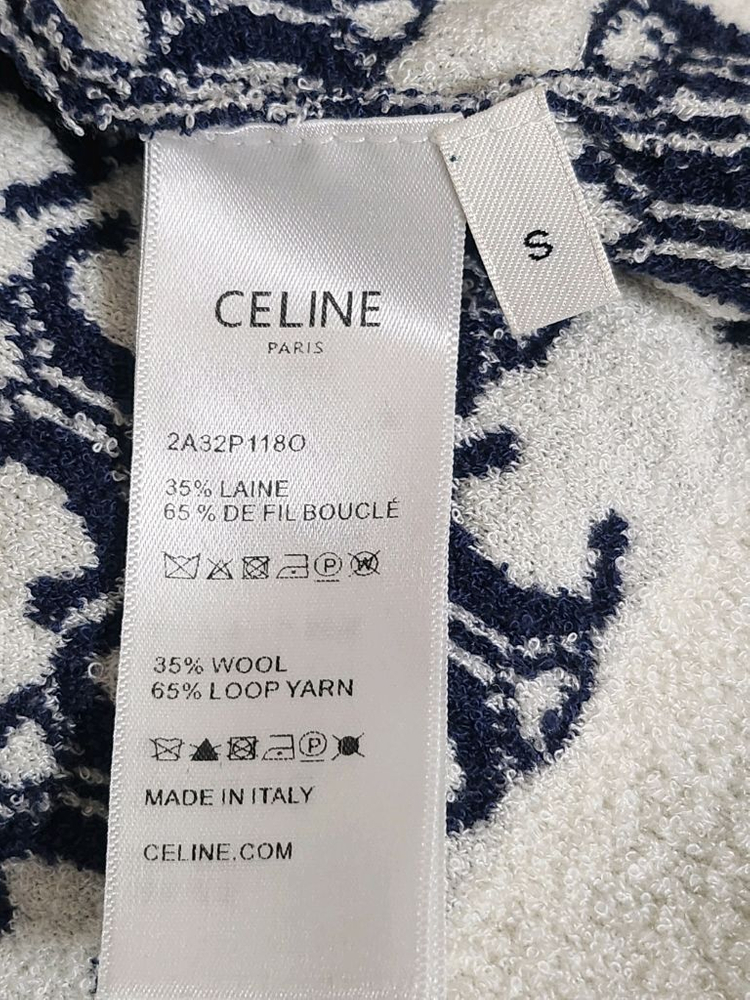 S
CELINE
PARIS
2A32P118O
35% LAINE
65 % DE FIL BOUCLÉ
P W
35% WOOL
65% LOOP YARN
P
MADE IN ITALY
CELINE.COM